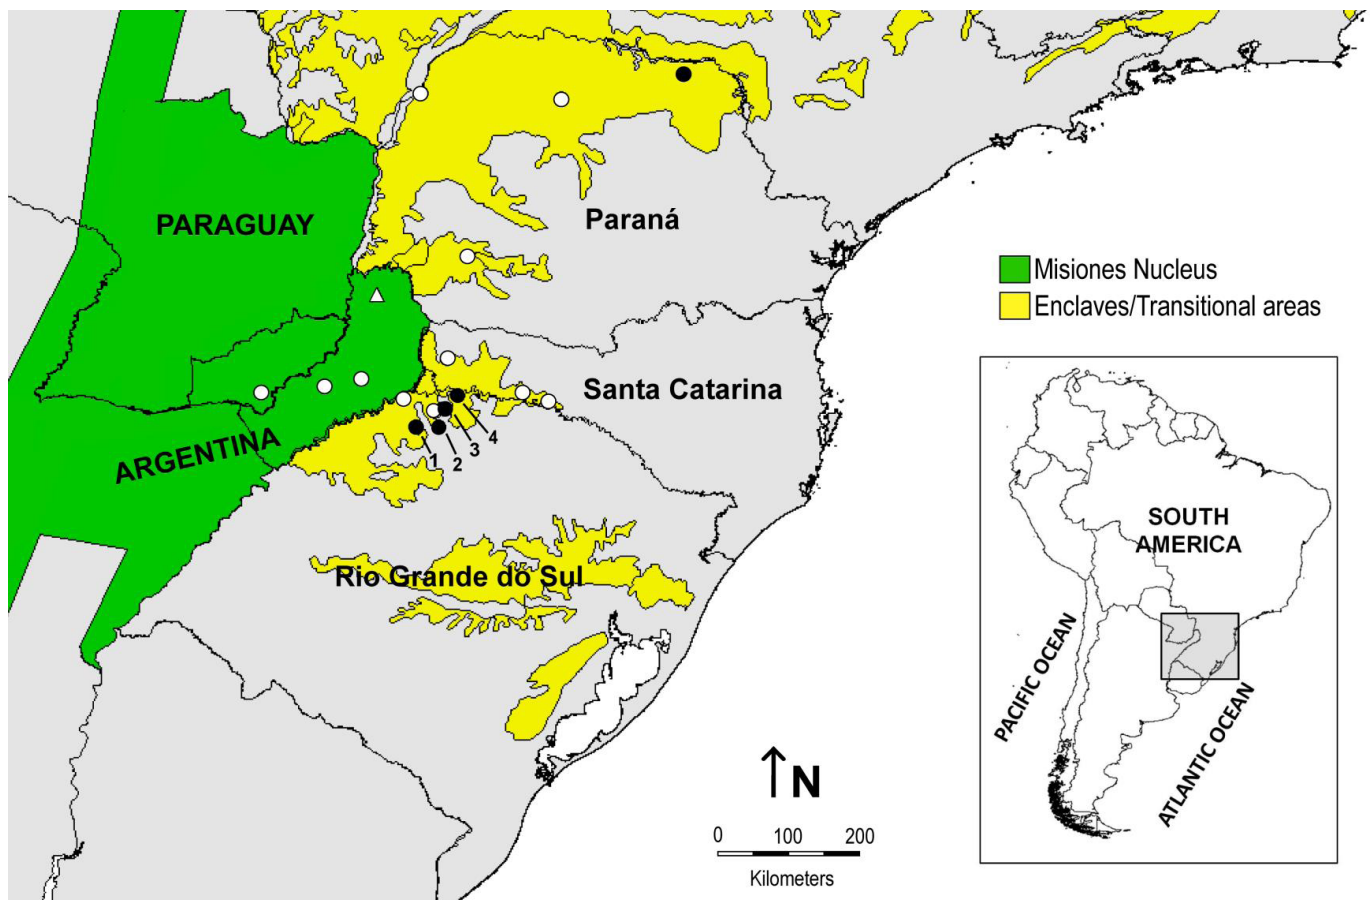 PARAGUAY
Paraná
Misiones Nucleus
Enclaves/Transitional areas
Santa Catarina
ARGENTINA
1
2
3
4
Rio Grande do Sul
SOUTH
AMERICA
PACIFIC OCEAN
ATLANTIC OCEAN
N
0 100 200
Kilometers